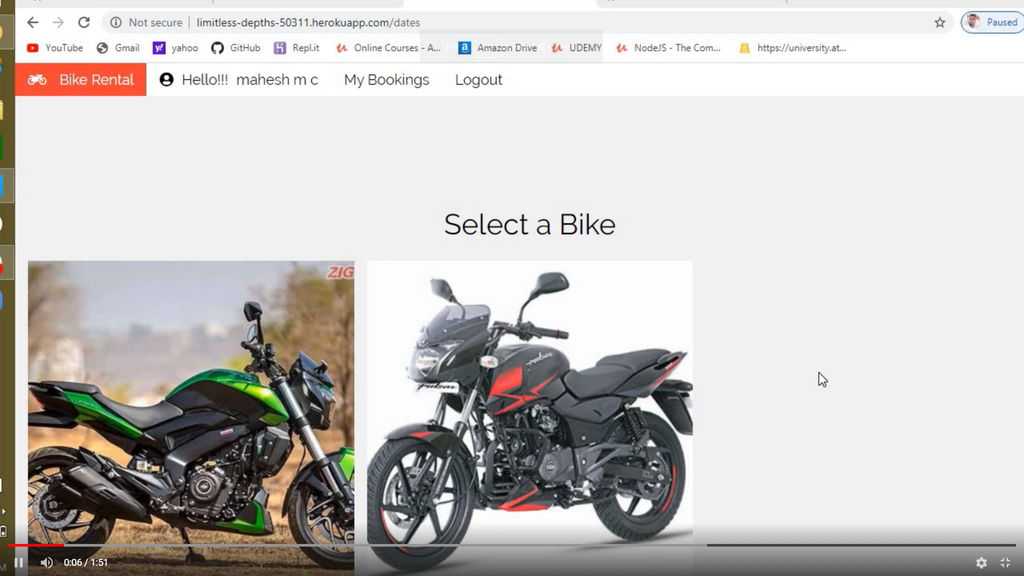 Not secure | limitless-depths-50311.herokuapp.com/dates
Paused
YouTube Gmail yahoo GitHub Repl.it Online Courses - A... Amazon Drive UDEMY NodeJS - The Com... https://university.at...
Bike Rental Hello!!! mahesh m c My Bookings Logout
Select a Bike
ZIG
Pulsar
Pulsar
0:06 / 1:51